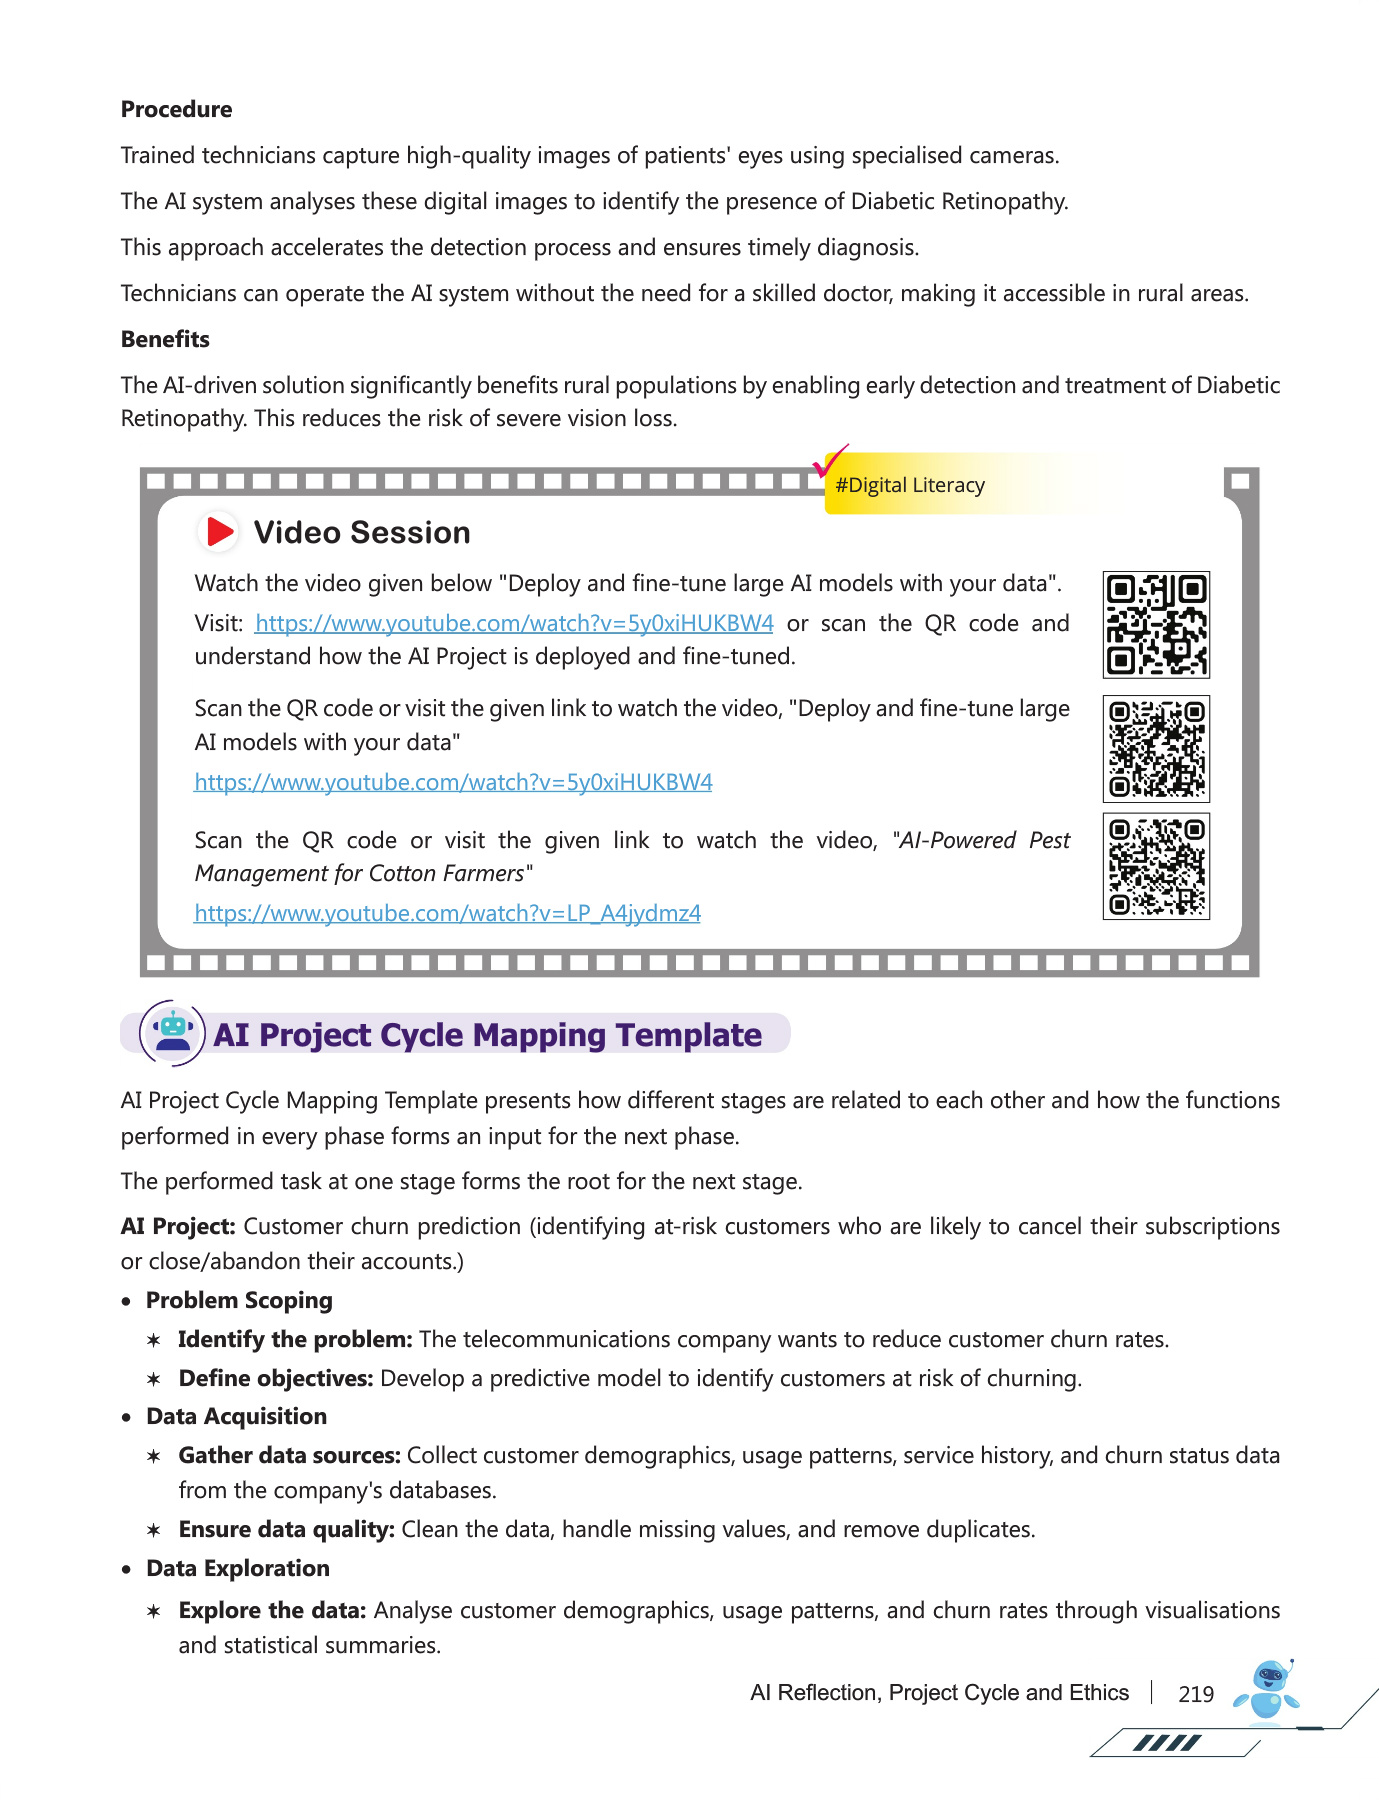 Procedure
Trained technicians capture high-quality images of patients' eyes using specialised cameras.
The AI system analyses these digital images to identify the presence of Diabetic Retinopathy.
This approach accelerates the detection process and ensures timely diagnosis.
Technicians can operate the AI system without the need for a skilled doctor, making it accessible in rural areas.
Benefits
The AI-driven solution significantly benefits rural populations by enabling early detection and treatment of Diabetic
Retinopathy. This reduces the risk of severe vision loss.
#Digital Literacy
Video Session
Watch the video given below "Deploy and fine-tune large AI models with your data".
Visit: https://www.youtube.com/watch?v=5y0xiHUKBW4 or scan the QR code and
understand how the AI Project is deployed and fine-tuned.
Scan the QR code or visit the given link to watch the video, "Deploy and fine-tune large
AI models with your data"
https://www.youtube.com/watch?v=5y0xiHUKBW4
Scan the QR code or visit the given link to watch the video, "AI-Powered Pest
Management for Cotton Farmers"
https://www.youtube.com/watch?v=LP_A4jydmz4
AI Project Cycle Mapping Template
AI Project Cycle Mapping Template presents how different stages are related to each other and how the functions
performed in every phase forms an input for the next phase.
The performed task at one stage forms the root for the next stage.
AI Project: Customer churn prediction (identifying at-risk customers who are likely to cancel their subscriptions
or close/abandon their accounts.)
• Problem Scoping
✶ Identify the problem: The telecommunications company wants to reduce customer churn rates.
✶ Define objectives: Develop a predictive model to identify customers at risk of churning.
• Data Acquisition
✶ Gather data sources: Collect customer demographics, usage patterns, service history, and churn status data
from the company's databases.
✶ Ensure data quality: Clean the data, handle missing values, and remove duplicates.
• Data Exploration
✶ Explore the data: Analyse customer demographics, usage patterns, and churn rates through visualisations
and statistical summaries.
AI Reflection, Project Cycle and Ethics | 219